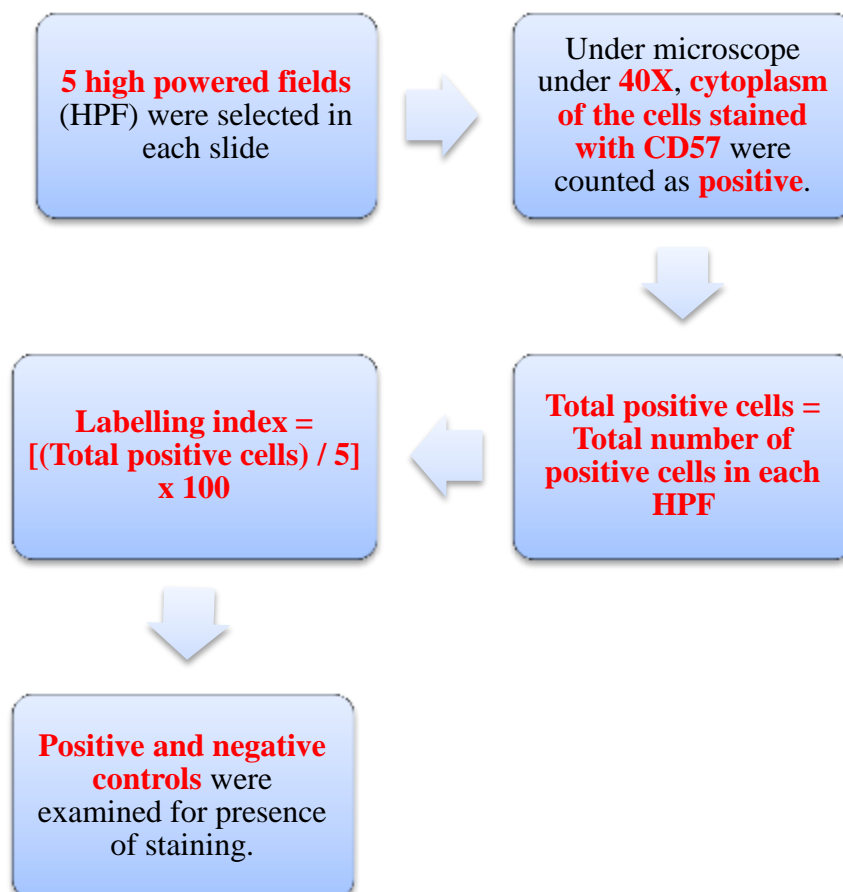 5 high powered fields
(HPF) were selected in
each slide
Under microscope
under 40X, cytoplasm
of the cells stained
with CD57 were
counted as positive.
Total positive cells =
Total number of
positive cells in each
HPF
Labelling index =
[(Total positive cells) / 5]
x 100
Positive and negative
controls were
examined for presence
of staining.